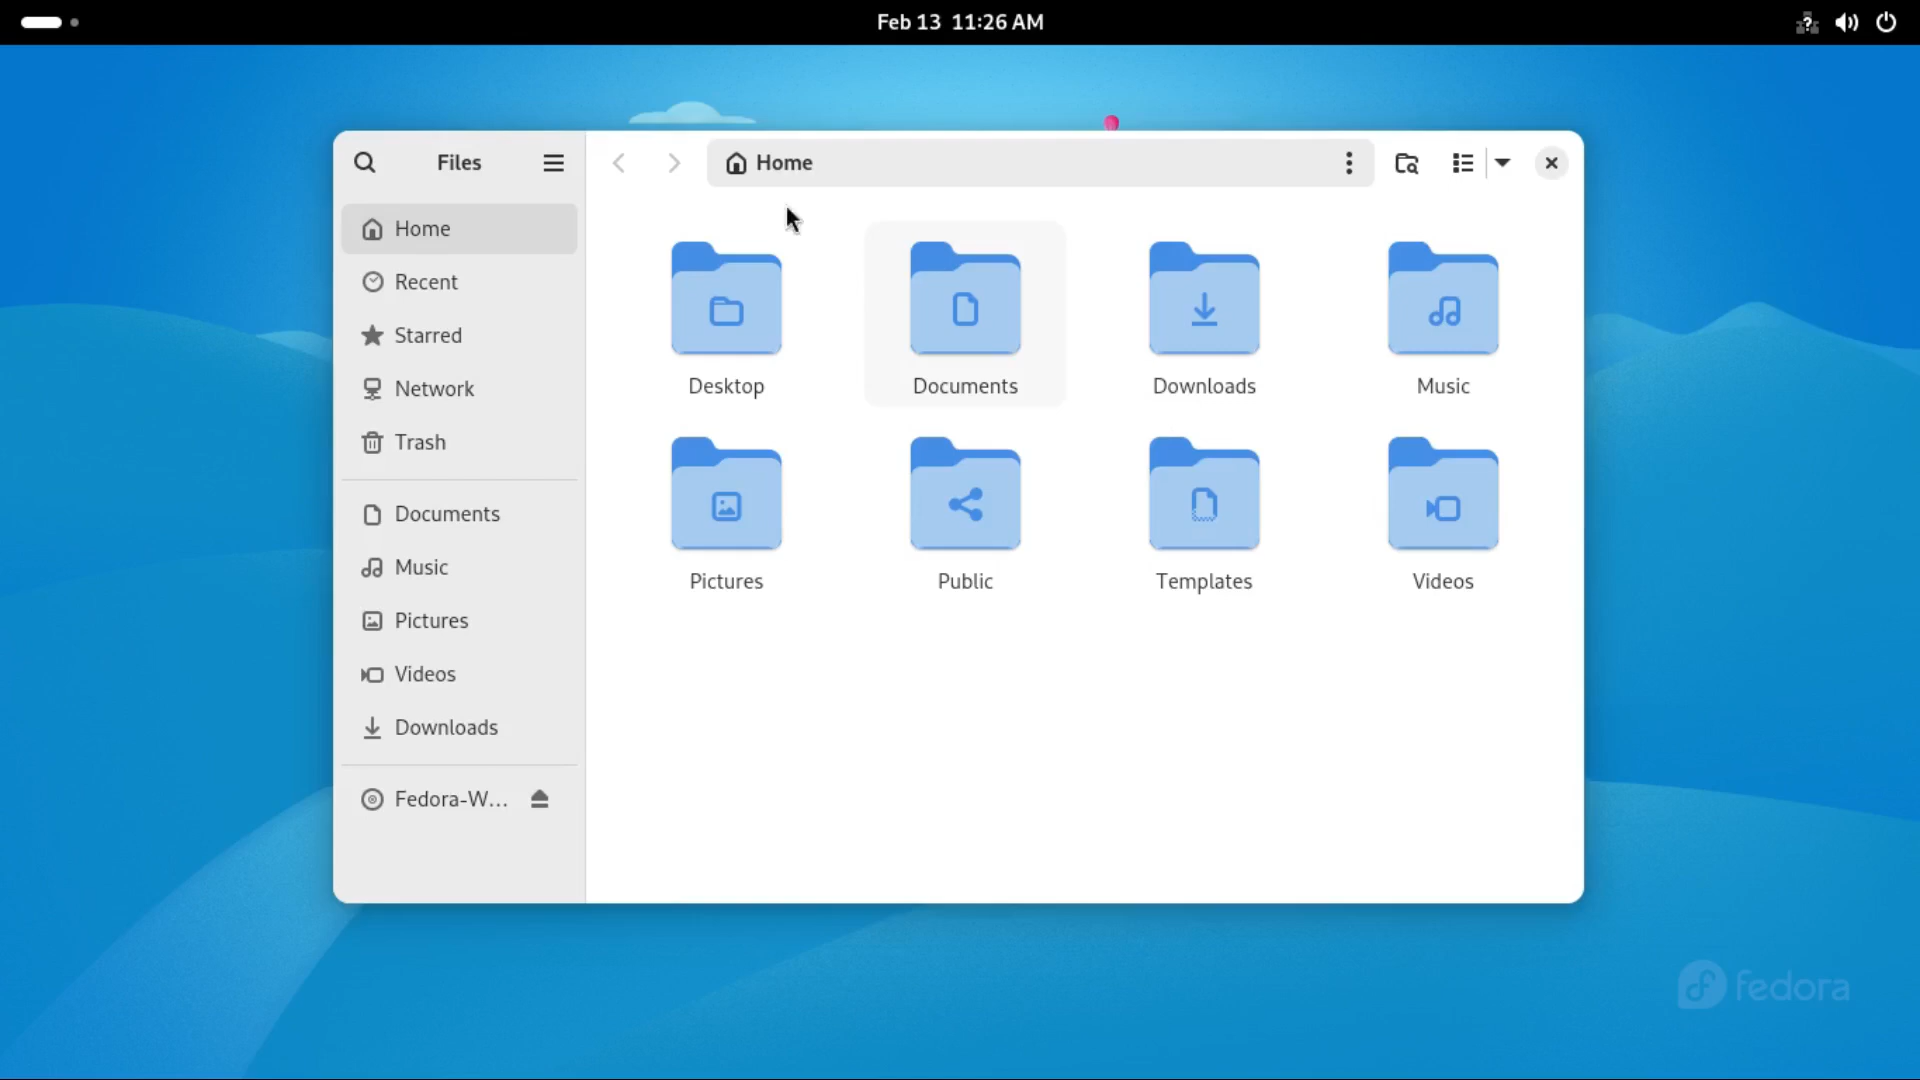 Feb 13 11:26 AM
Files
Home
Home
Recent
Starred
Network
Trash
Documents
Music
Pictures
Videos
Downloads
Fedora-W...
Desktop
Documents
Downloads
Music
Pictures
Public
Templates
Videos
fedora